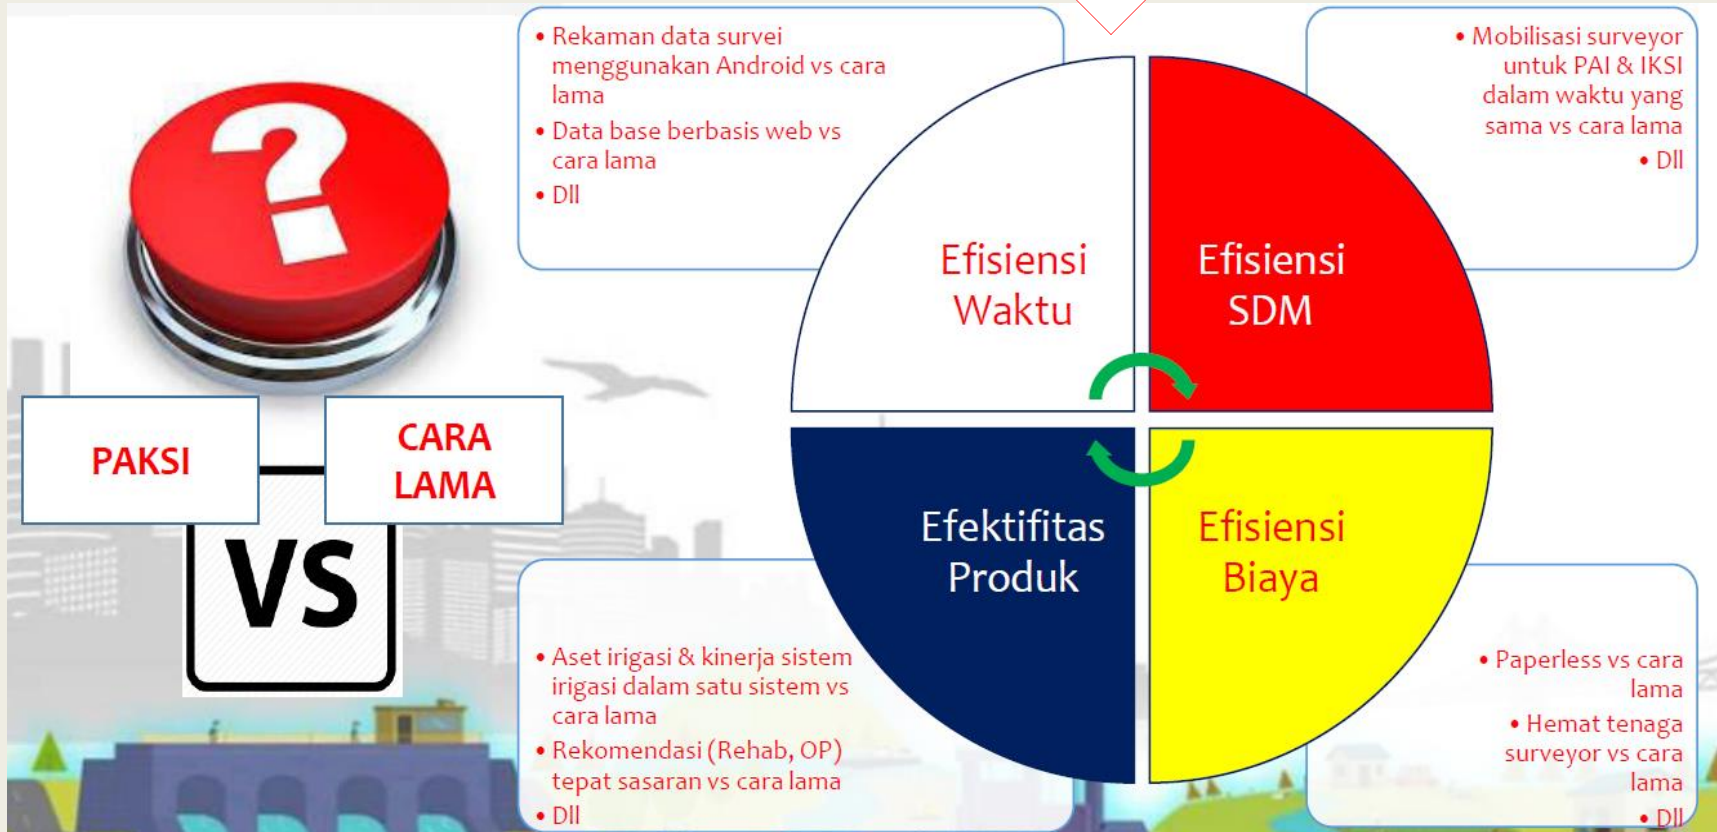 ?
PAKSI
CARA
LAMA
VS
• Rekaman data survei
menggunakan Android vs cara
lama
• Data base berbasis web vs
cara lama
• Dll
Efisiensi
Waktu
• Mobilisasi surveyor
untuk PAI & IKSI
dalam waktu yang
sama vs cara lama
• Dll
Efisiensi
SDM
• Aset irigasi & kinerja sistem
irigasi dalam satu sistem vs
cara lama
• Rekomendasi (Rehab, OP)
tepat sasaran vs cara lama
• Dll
Efektifitas
Produk
Efisiensi
Biaya
• Paperless vs cara
lama
• Hemat tenaga
surveyor vs cara
lama
• Dll